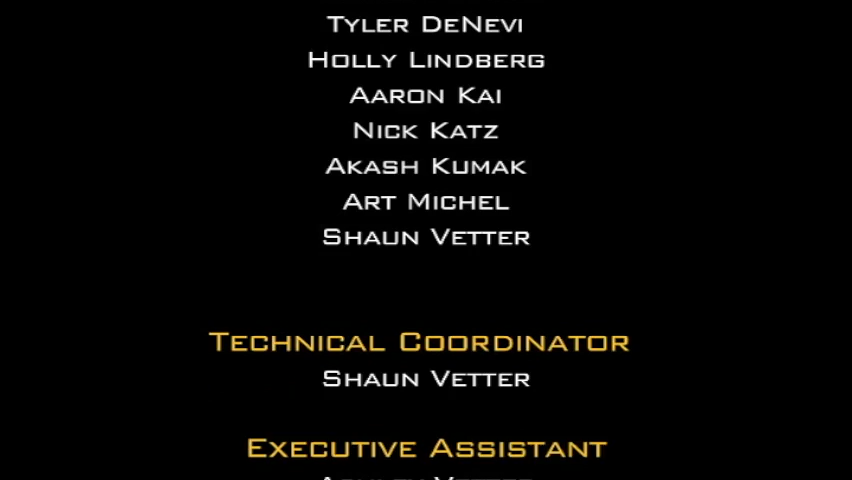 Tyler DeNevi
Holly Lindberg
Aaron Kai
Nick Katz
Akash Kumak
Art Michel
Shaun Vetter
Technical Coordinator
Shaun Vetter
Executive Assistant